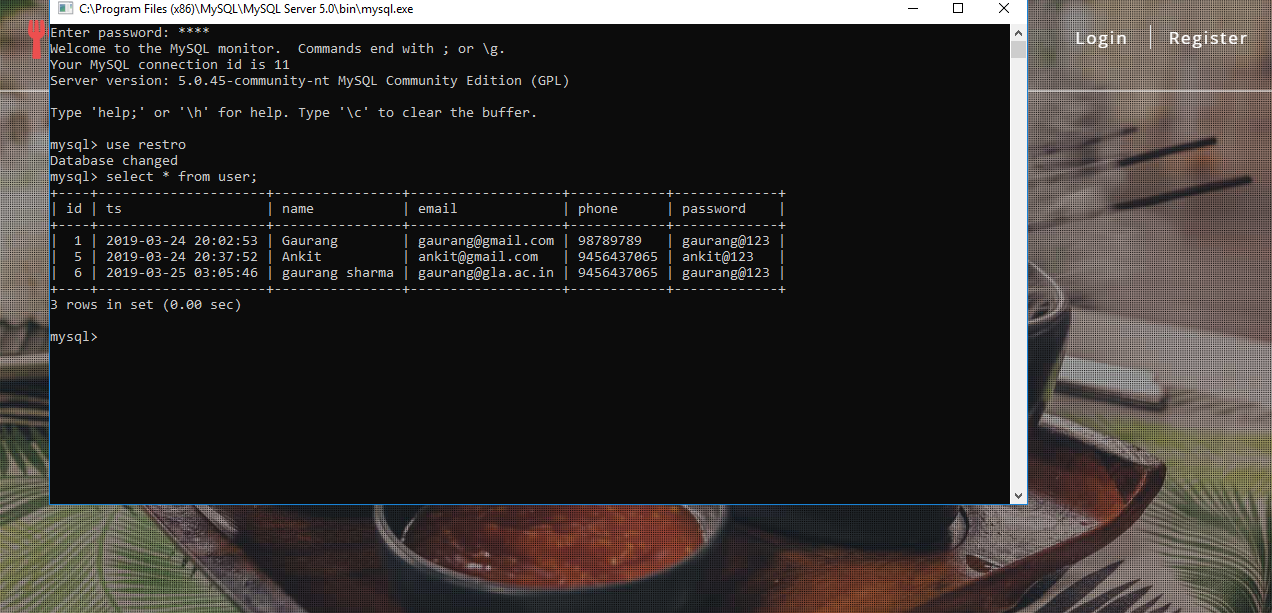 C:\Program Files (x86)\MySQL\MySQL Server 5.0\bin\mysql.exe
Login | Register
Enter password: ****
Welcome to the MySQL monitor.  Commands end with ; or \g.
Your MySQL connection id is 11
Server version: 5.0.45-community-nt MySQL Community Edition (GPL)
Type 'help;' or '\h' for help. Type '\c' to clear the buffer.
mysql> use restro
Database changed
mysql> select * from user;
+----+---------------------+----------------+-------------------+------------+-------------+
| id | ts                  | name           | email             | phone      | password    |
+----+---------------------+----------------+-------------------+------------+-------------+
|  1 | 2019-03-24 20:02:53 | Gaurang        | gaurang@gmail.com | 98789789   | gaurang@123 |
|  5 | 2019-03-24 20:37:52 | Ankit          | ankit@gmail.com   | 9456437065 | ankit@123   |
|  6 | 2019-03-25 03:05:46 | gaurang sharma | gaurang@gla.ac.in | 9456437065 | gaurang@123 |
+----+---------------------+----------------+-------------------+------------+-------------+
3 rows in set (0.00 sec)
mysql>